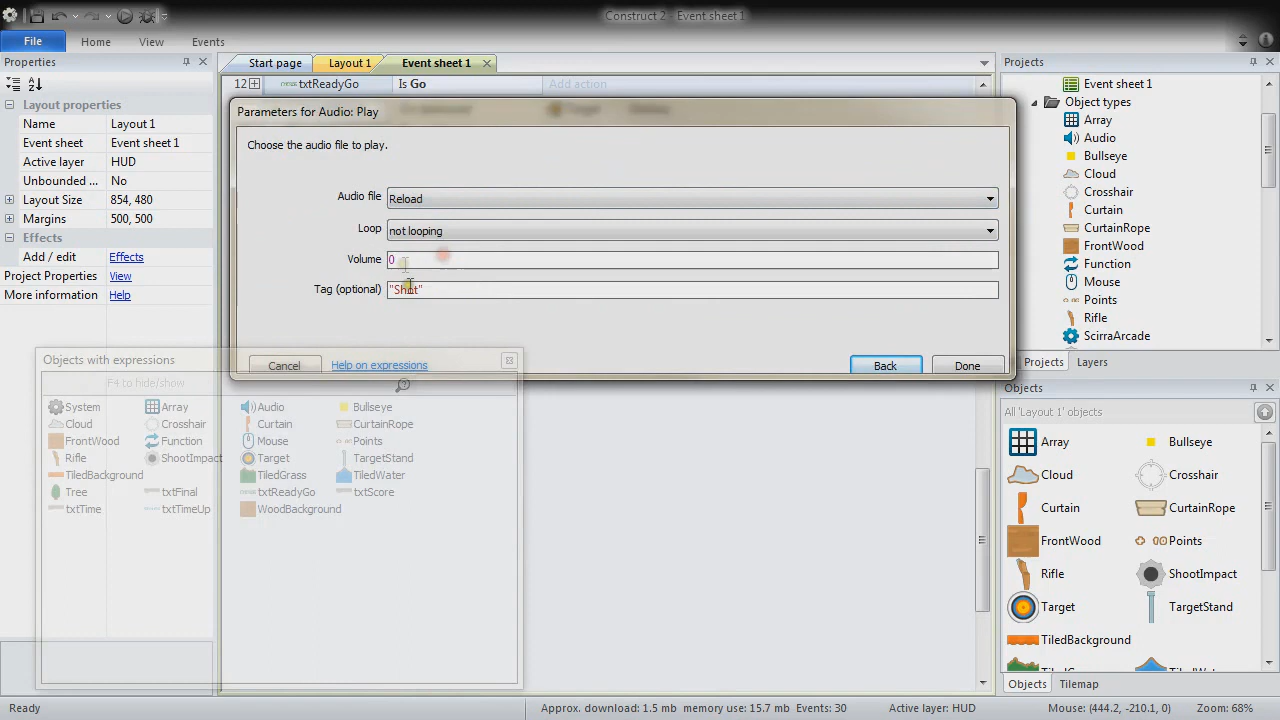 Construct 2 - Event sheet 1
File Home View Events
Properties
Layout properties
Name Layout 1
Event sheet Event sheet 1
Active layer HUD
Unbounded ... No
Layout Size 854, 480
Margins 500, 500
Effects
Add / edit Effects
Project Properties View
More information Help
Start page Layout 1 Event sheet 1
12 txtReadyGo Is Go Add action
Parameters for Audio: Play
Choose the audio file to play.
Audio file Reload
Loop not looping
Volume 0
Tag (optional)
Cancel Help on expressions Back Done
Objects with expressions
F4 to hide/show
System Array Audio Bullseye
Cloud Crosshair Curtain CurtainRope
FrontWood Function Mouse Points
Rifle ShootImpact Target TargetStand
TiledBackground TiledGrass TiledWater
Tree txtFinal txtReadyGo txtScore
txtTime txtTimeUp WoodBackground
Projects
Event sheet 1
Object types
Array
Audio
Bullseye
Cloud
Crosshair
Curtain
CurtainRope
FrontWood
Function
Mouse
Points
Rifle
ScirraArcade
Projects Layers
Objects
All 'Layout 1' objects
Array Bullseye
Cloud Crosshair
Curtain CurtainRope
FrontWood Points
Rifle ShootImpact
Target TargetStand
TiledBackground
Objects Tilemap
Ready Approx. download: 1.5 mb memory use: 15.7 mb Events: 30 Active layer: HUD Mouse: (444.2, -210.1, 0) Zoom: 68%